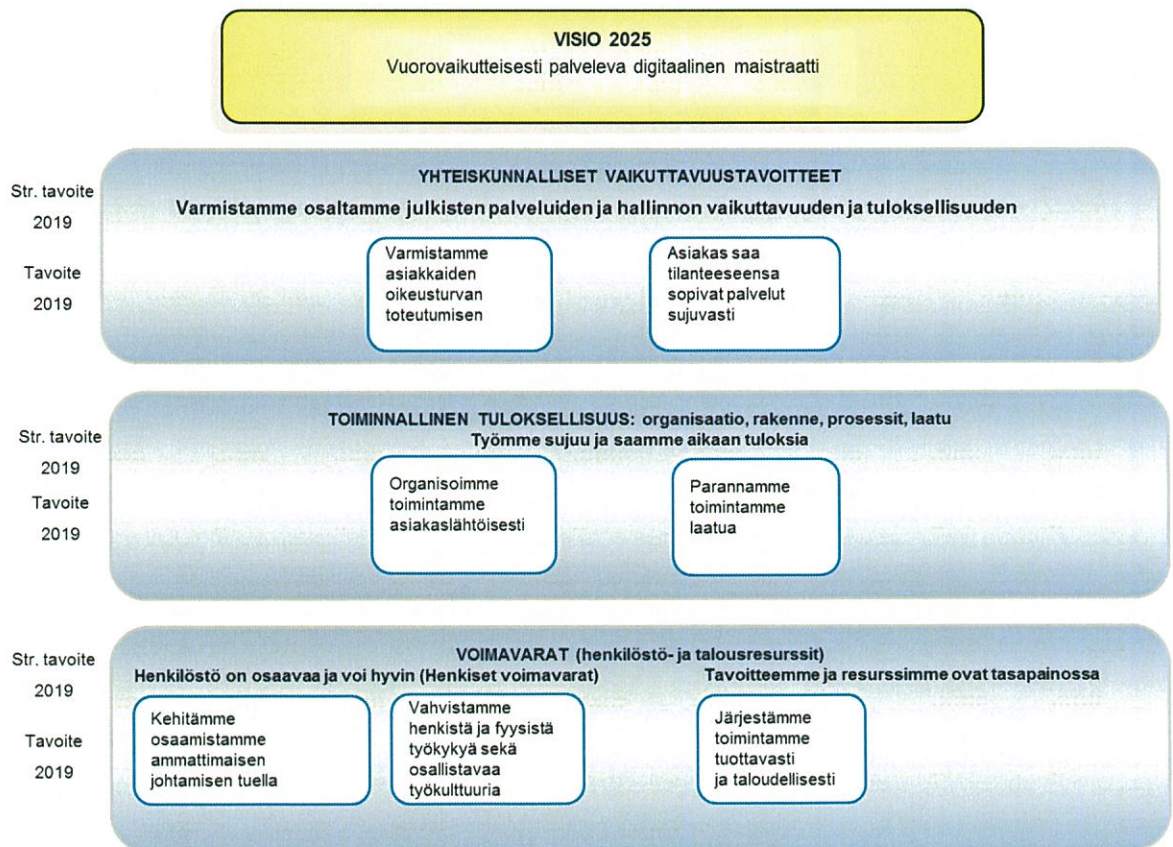 VISIO 2025
Vuorovaikutteisesti palveleva digitaalinen maistraatti
Str. tavoite
2019
YHTEISKUNNALLISET VAIKUTTAVUUSTAVOITTEET
Varmistamme osaltamme julkisten palveluiden ja hallinnon vaikuttavuuden ja tuloksellisuuden
Tavoite
2019
Varmistamme
asiakkaiden
oikeusturvan
toteutumisen
Asiakas saa
tilanteeseensa
sopivat palvelut
sujuvasti
Str. tavoite
2019
TOIMINNALLINEN TULOKSELLISUUS: organisaatio, rakenne, prosessit, laatu
Työmme sujuu ja saamme aikaan tuloksia
Tavoite
2019
Organisoimme
toimintamme
asiakaslähtöisesti
Parannamme
toimintamme
laatua
Str. tavoite
2019
VOIMAVARAT (henkilöstö- ja talousresurssit)
Henkilöstö on osaavaa ja voi hyvin (Henkiset voimavarat)
Tavoitteemme ja resurssimme ovat tasapainossa
Tavoite
2019
Kehitämme
osaamistamme
ammattimaisen
johtamisen tuella
Vahvistamme
henkistä ja fyysistä
työkykyä sekä
osallistavaa
työkulttuuria
Järjestämme
toimintamme
tuottavasti
ja taloudellisesti